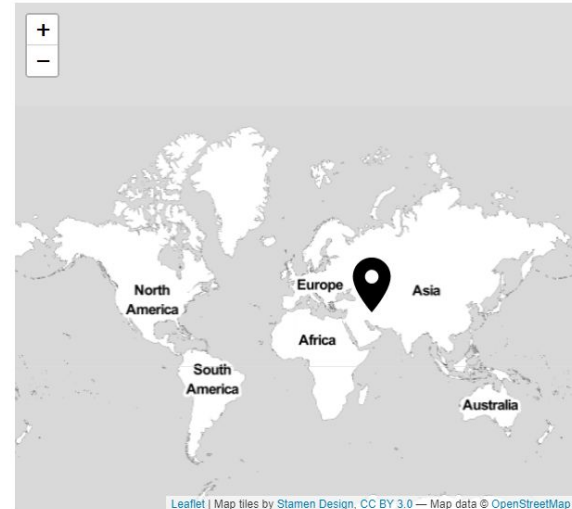 +
−
North
America
Europe
Asia
Africa
South
America
Australia
Leaflet | Map tiles by Stamen Design, CC BY 3.0 — Map data © OpenStreetMap